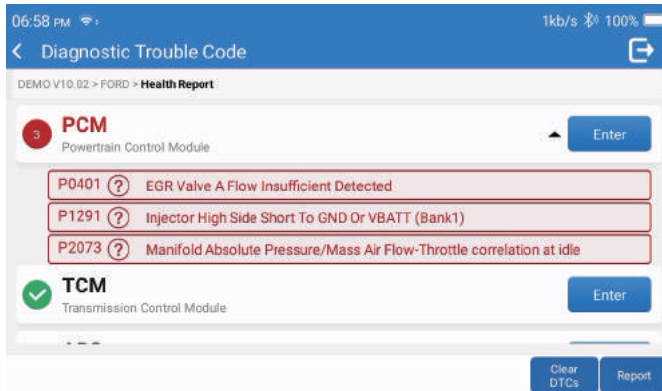 06:58 PM 1kb/s 100%
Diagnostic Trouble Code
DEMO V10.02 > FORD > Health Report
3 PCM
Powertrain Control Module
Enter
P0401 ? EGR Valve A Flow Insufficient Detected
P1291 ? Injector High Side Short To GND Or VBATT (Bank1)
P2073 ? Manifold Absolute Pressure/Mass Air Flow-Throttle correlation at idle
TCM
Transmission Control Module
Enter
Clear
DTCs
Report